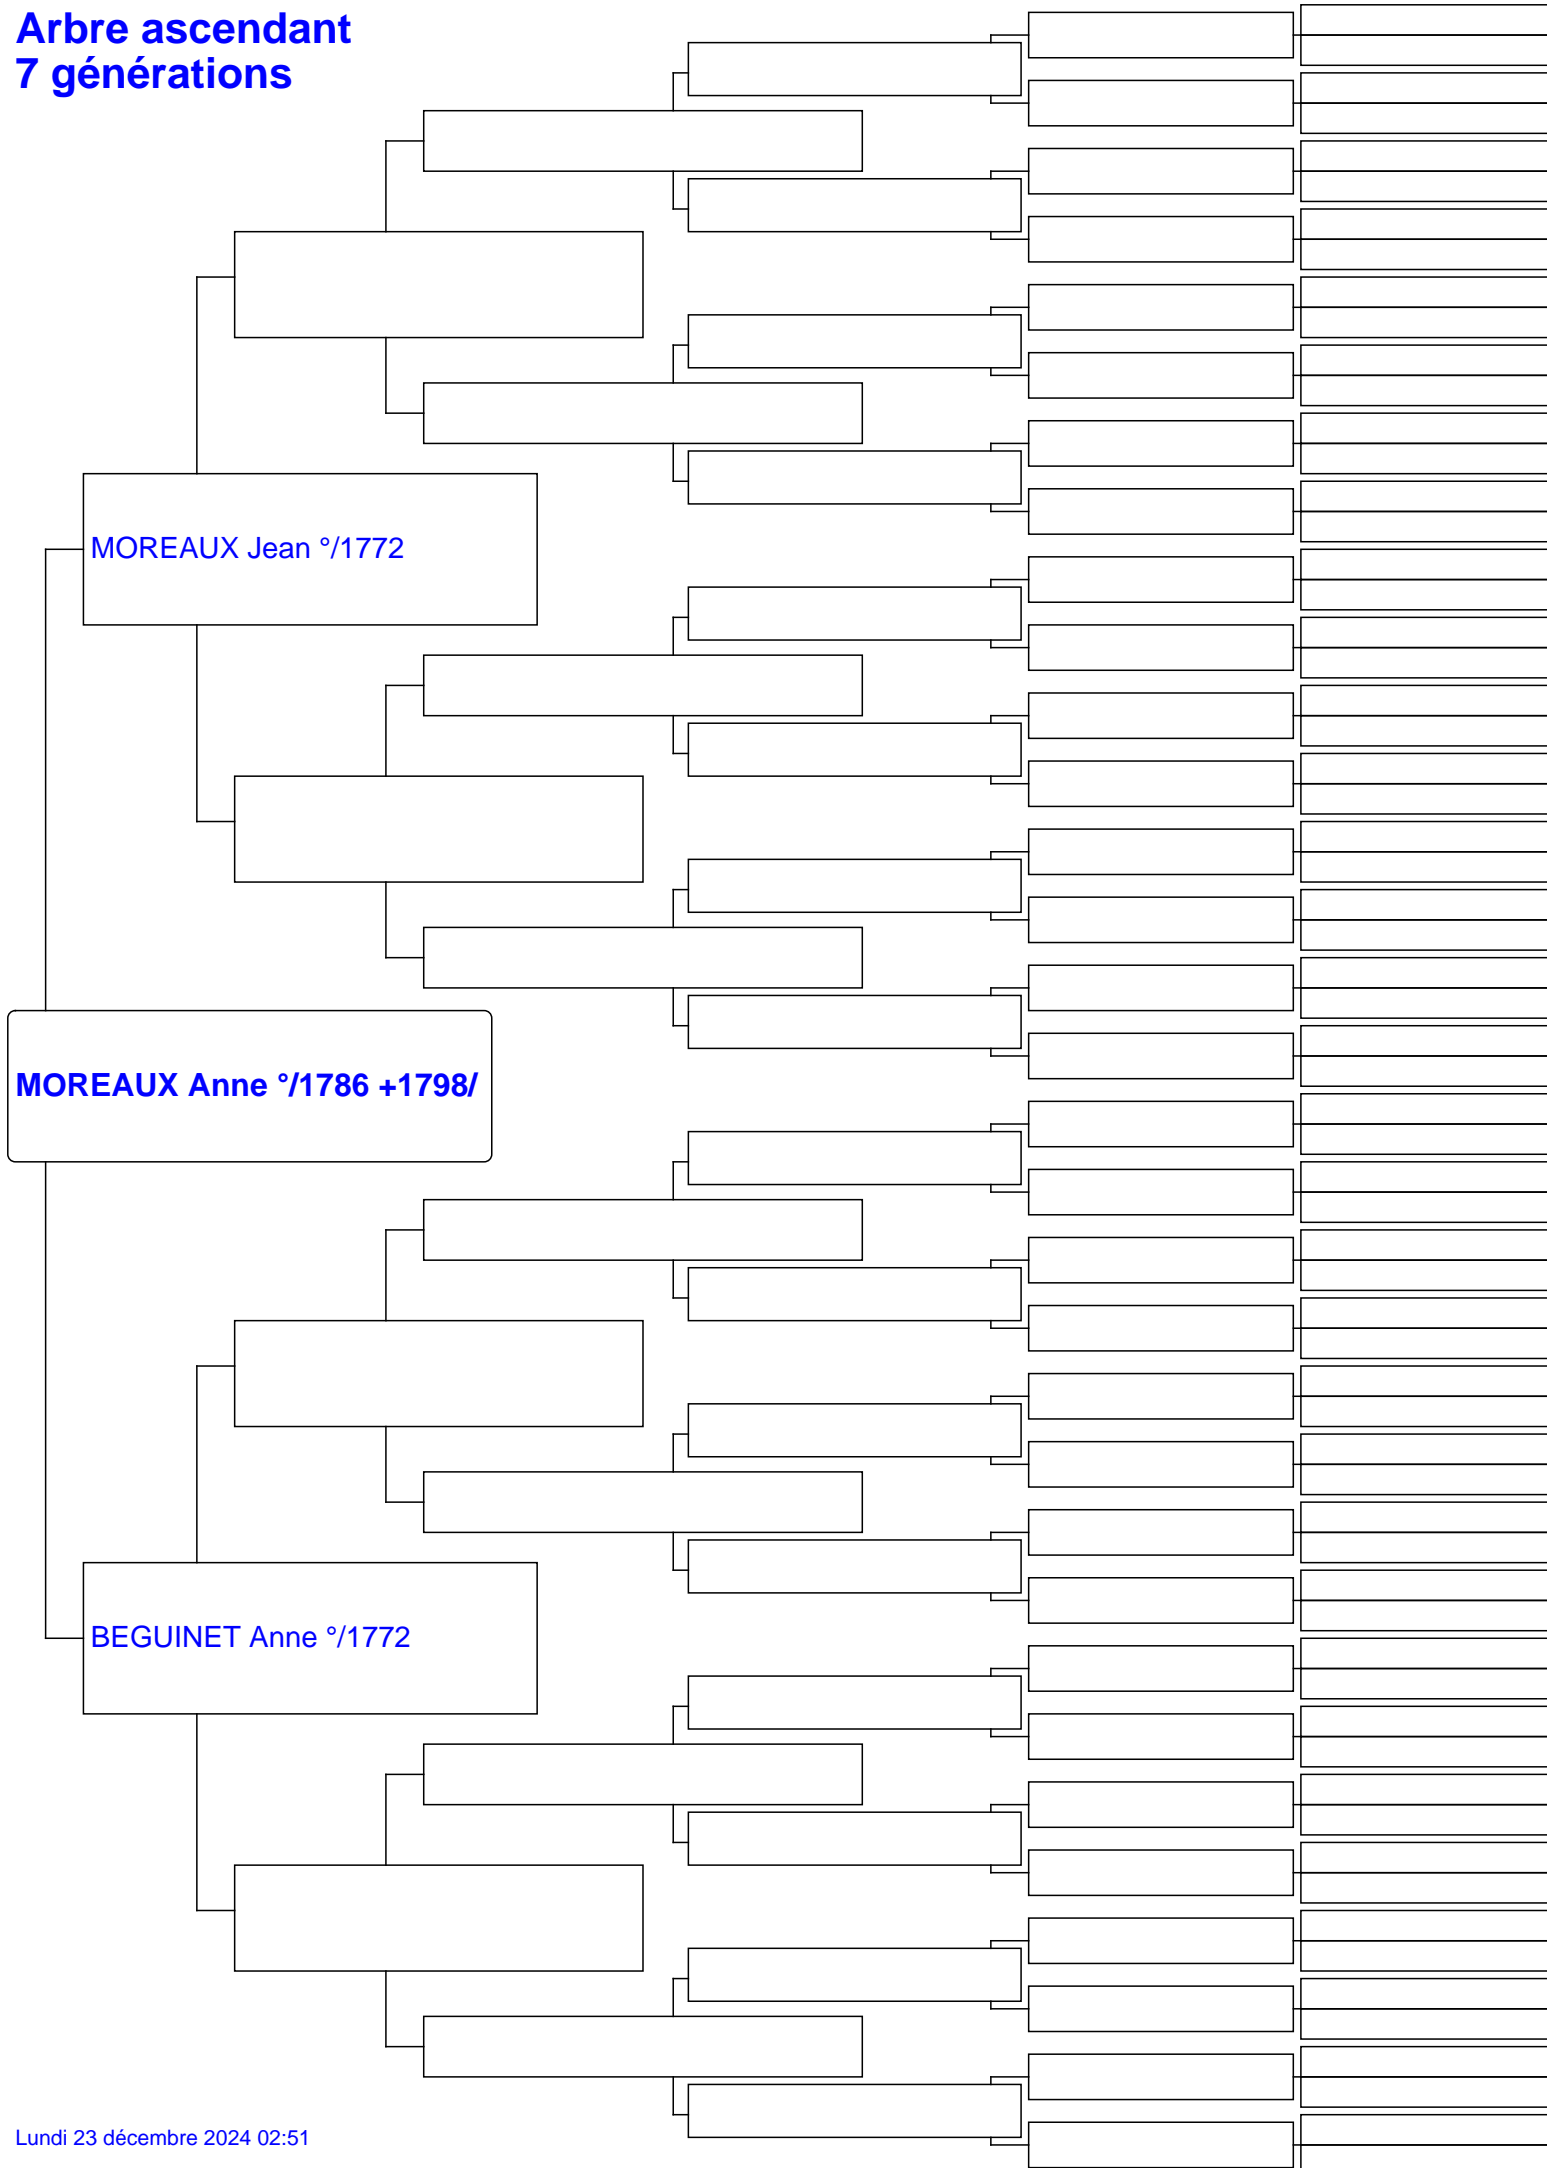 Arbre ascendant
7 générations
MOREAUX Jean °/1772
MOREAUX Anne °/1786 +1798/
BEGUINET Anne °/1772
Lundi 23 décembre 2024 02:51